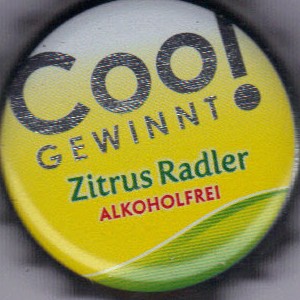 Cool!
GEWINNT
Zitrus Radler
ALKOHOLFREI